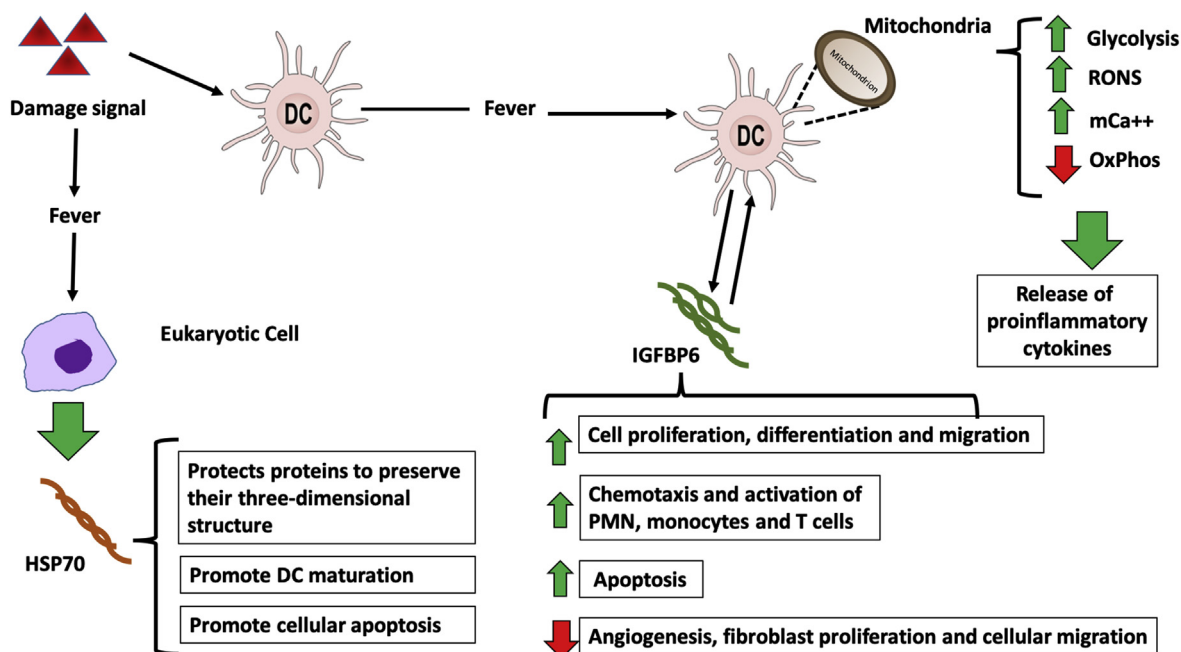 Damage signal
DC
Fever
DC
Mitochondrion
Mitochondria
Glycolysis
RONS
mCa++
OxPhos
Release of
proinflammatory
cytokines
Fever
Eukaryotic Cell
HSP70
Protects proteins to preserve
their three-dimensional
structure
Promote DC maturation
Promote cellular apoptosis
IGFBP6
Cell proliferation, differentiation and migration
Chemotaxis and activation of
PMN, monocytes and T cells
Apoptosis
Angiogenesis, fibroblast proliferation and cellular migration